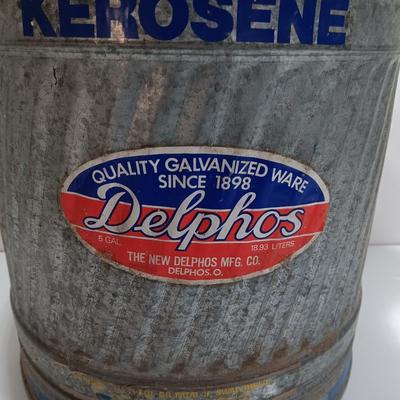 KEROSENE
QUALITY GALVANIZED WARE
SINCE 1898
Delphos
5 GAL. 18.93 LITERS
THE NEW DELPHOS MFG. CO.
DELPHOS. O.